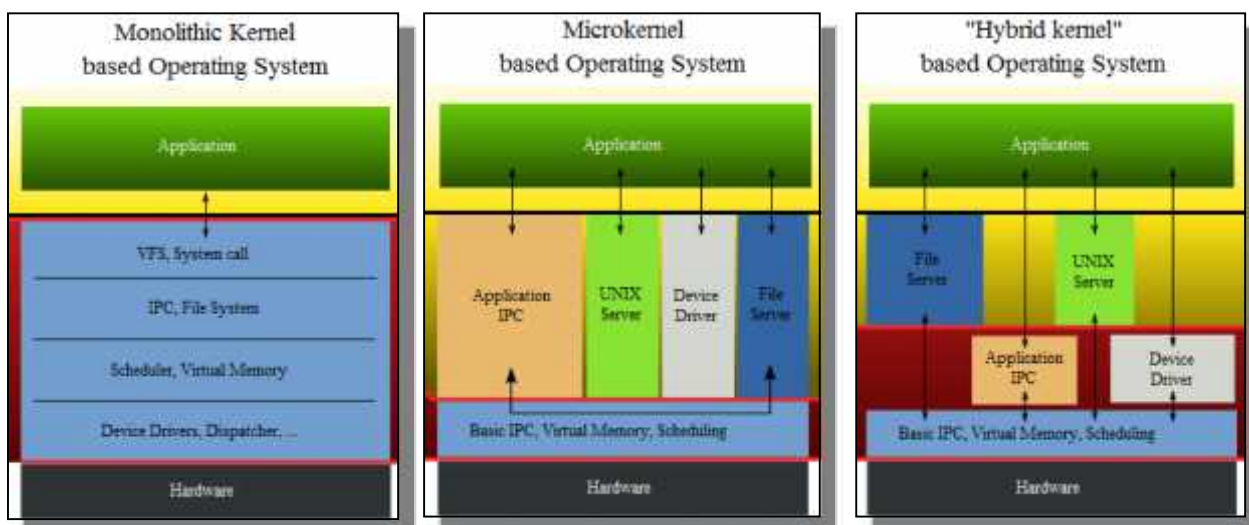 Monolithic Kernel
based Operating System
Application
VFS, System call
IPC, File System
Scheduler, Virtual Memory
Device Drivers, Dispatcher, ...
Hardware
Microkernel
based Operating System
Application
Application
IPC
UNIX
Server
Device
Driver
File
Server
Basic IPC, Virtual Memory, Scheduling
Hardware
"Hybrid kernel"
based Operating System
Application
File
Server
UNIX
Server
Application
IPC
Device
Driver
Basic IPC, Virtual Memory, Scheduling
Hardware